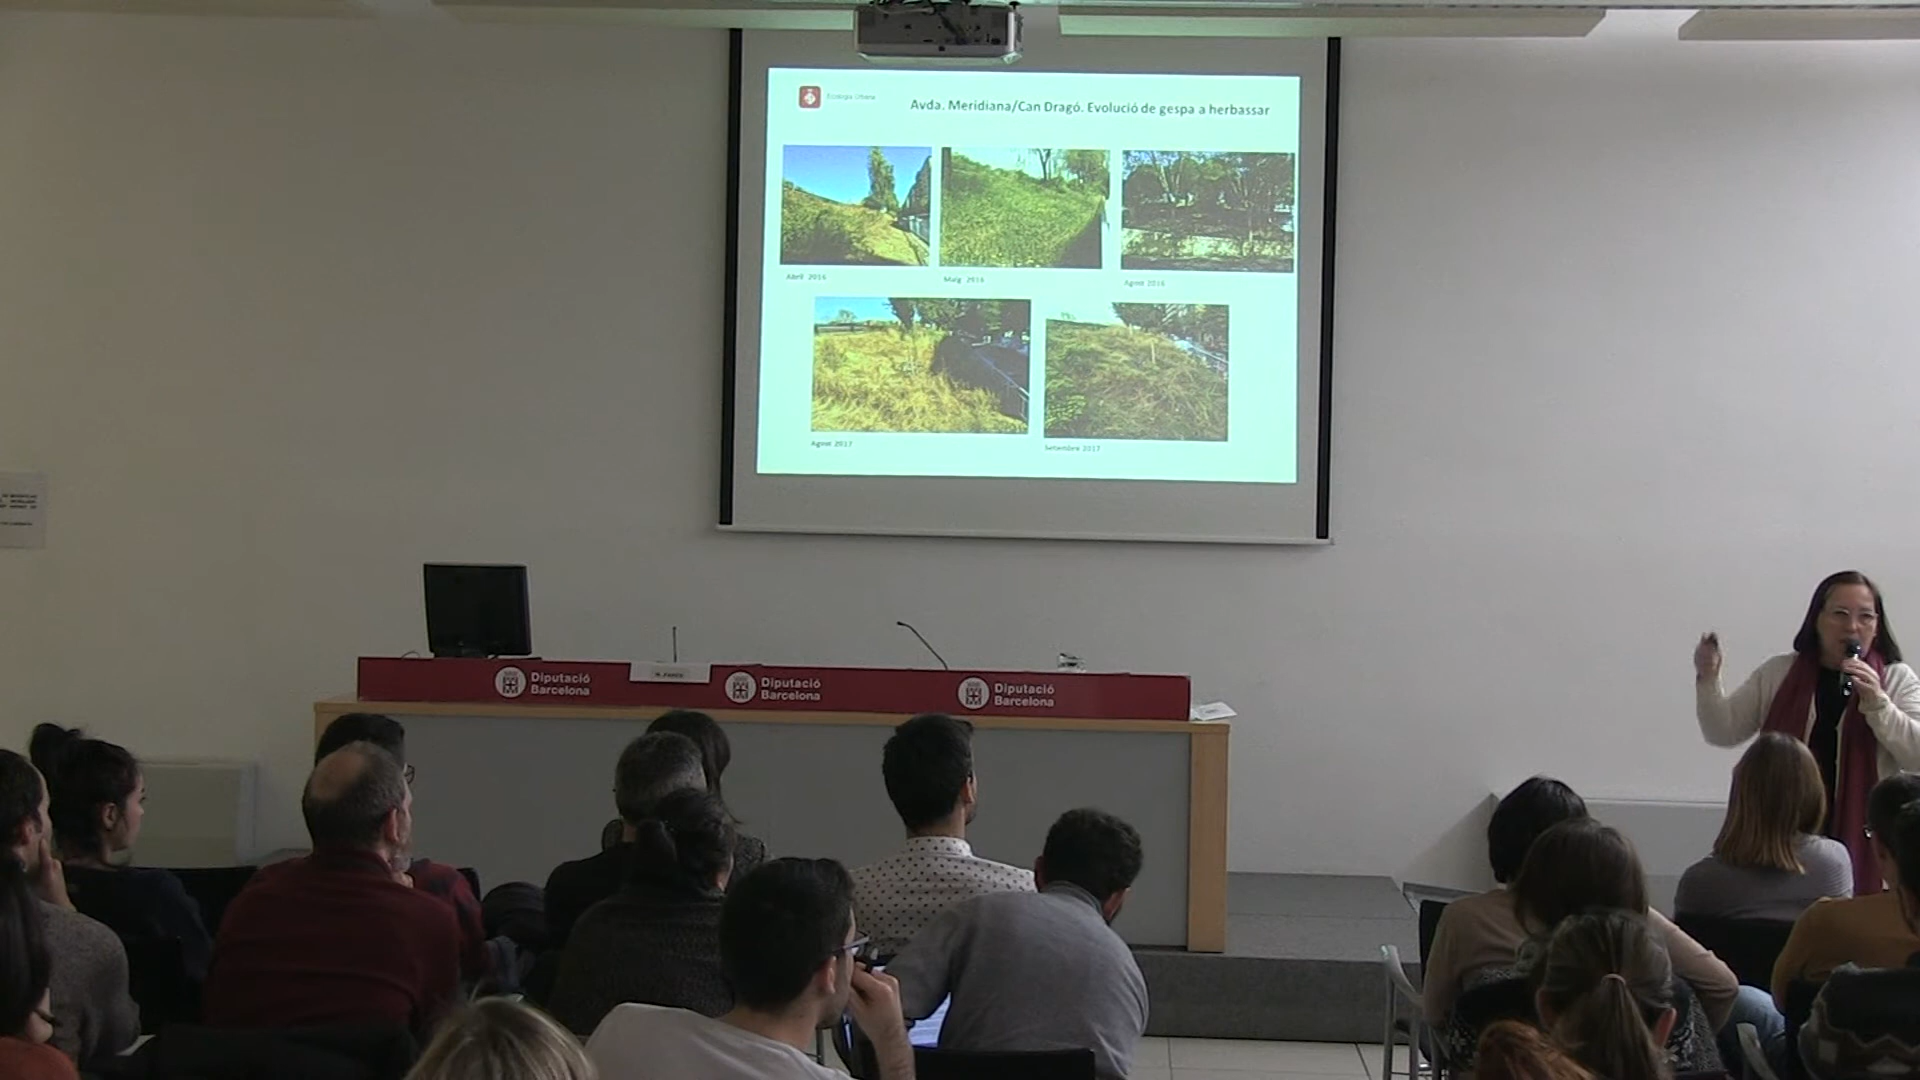 Ecologia Urbana
Avda. Meridiana/Can Dragó. Evolució de gespa a herbassar
Abril 2016
Maig 2016
Agost 2016
Agost 2017
Setembre 2017
Diputació
Barcelona
Diputació
Barcelona
Diputació
Barcelona